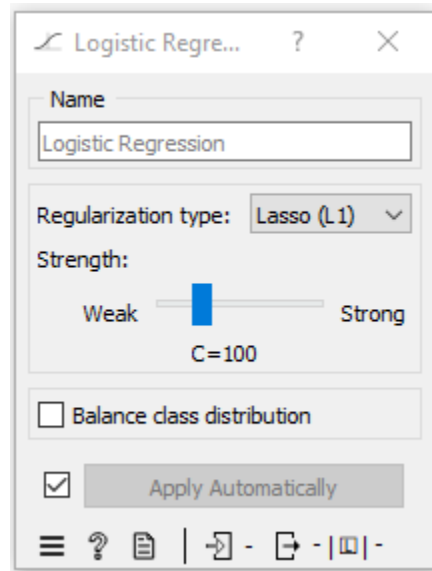 Logistic Regre... ? ×
Name
Logistic Regression
Regularization type: Lasso (L1)
Strength:
Weak Strong
C=100
Balance class distribution
Apply Automatically
? - - -